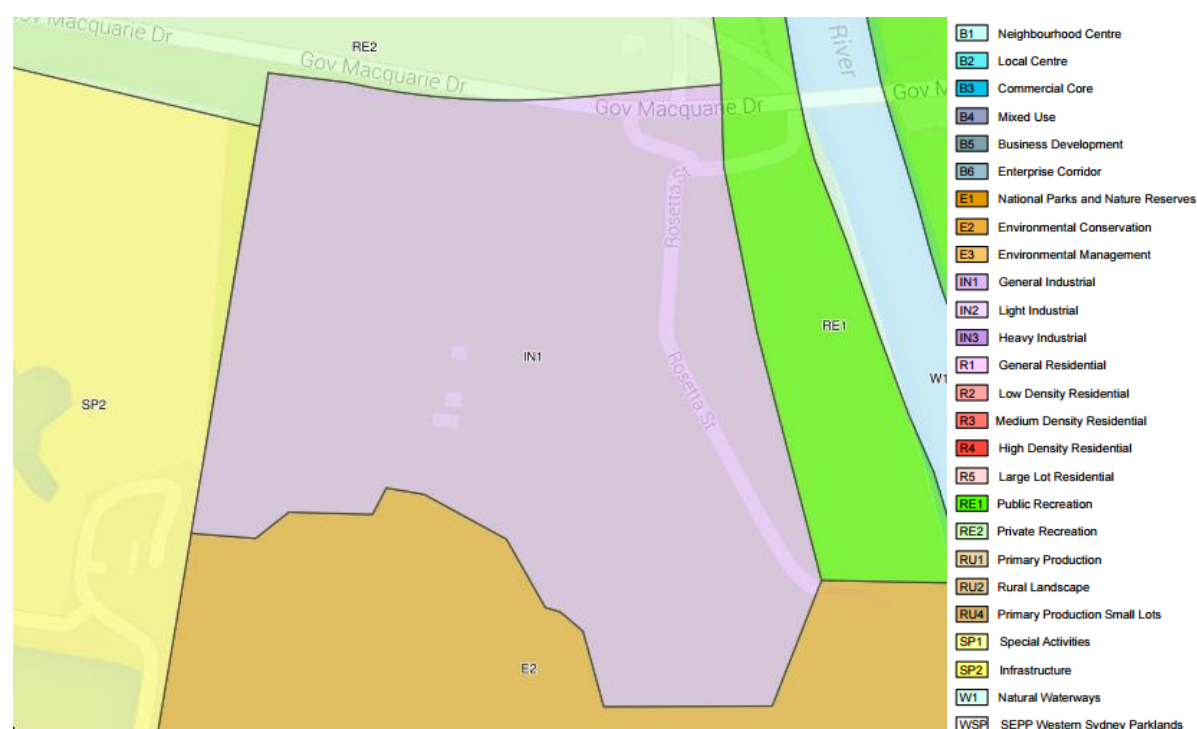 Macquarie Dr
RE2
Gov Macquarie Dr
Gov Macquarie Dr
River
Rosetta St
RE1
IN1
Rosetta St
W1
SP2
E2
B1 Neighbourhood Centre
B2 Local Centre
B3 Commercial Core
B4 Mixed Use
B5 Business Development
B6 Enterprise Corridor
E1 National Parks and Nature Reserves
E2 Environmental Conservation
E3 Environmental Management
IN1 General Industrial
IN2 Light Industrial
IN3 Heavy Industrial
R1 General Residential
R2 Low Density Residential
R3 Medium Density Residential
R4 High Density Residential
R5 Large Lot Residential
RE1 Public Recreation
RE2 Private Recreation
RU1 Primary Production
RU2 Rural Landscape
RU4 Primary Production Small Lots
SP1 Special Activities
SP2 Infrastructure
W1 Natural Waterways
WSP SEPP Western Sydney Parklands